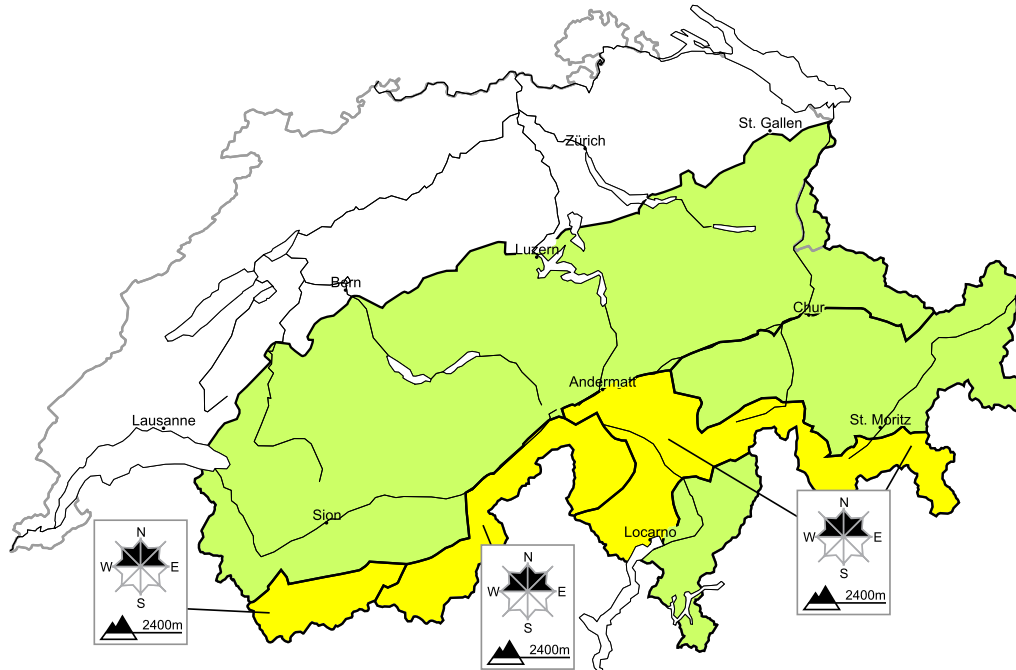 St. Gallen
Zürich
Luzern
Bern
Chur
Andermatt
Lausanne
St. Moritz
Sion
Locarno
N
W E
S
2400m
N
W E
S
2400m
N
W E
S
2400m